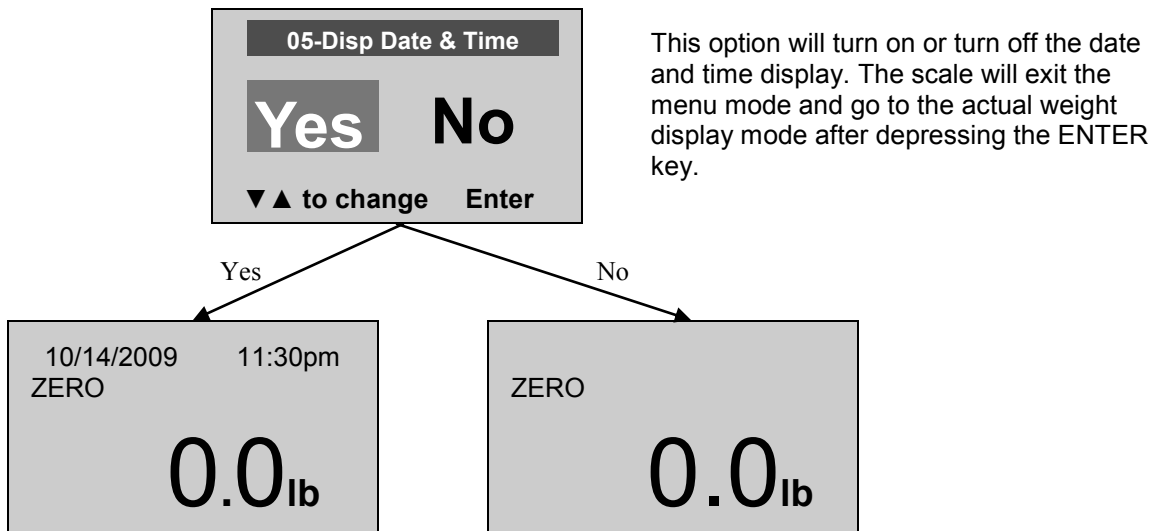 05-Disp Date & Time
Yes No
▼▲ to change Enter
This option will turn on or turn off the date
and time display. The scale will exit the
menu mode and go to the actual weight
display mode after depressing the ENTER
key.
Yes
No
10/14/2009 11:30pm
ZERO
0.0lb
ZERO
0.0lb